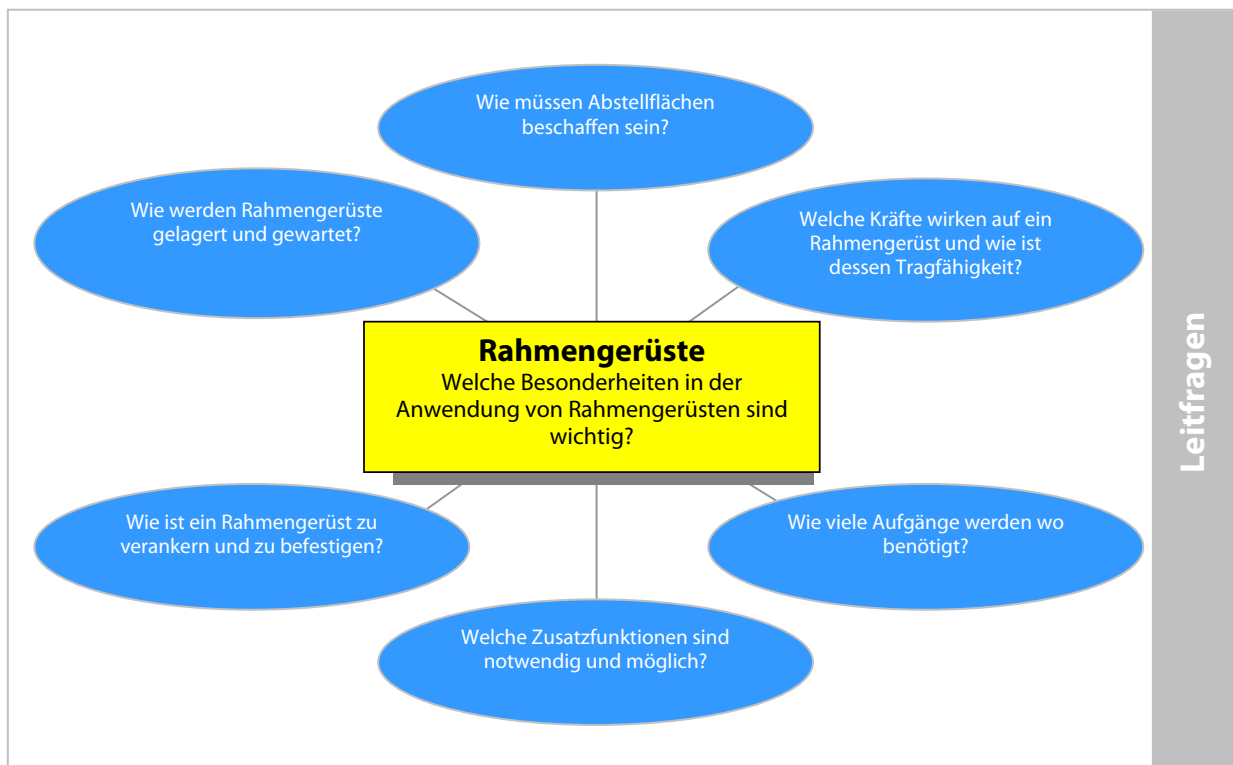 Wie müssen Abstellflächen
beschaffen sein?
Wie werden Rahmengerüste
gelagert und gewartet?
Welche Kräfte wirken auf ein
Rahmengerüst und wie ist
dessen Tragfähigkeit?
Rahmengerüste
Welche Besonderheiten in der
Anwendung von Rahmengerüsten sind
wichtig?
Wie ist ein Rahmengerüst zu
verankern und zu befestigen?
Wie viele Aufgänge werden wo
benötigt?
Welche Zusatzfunktionen sind
notwendig und möglich?
Leitfragen